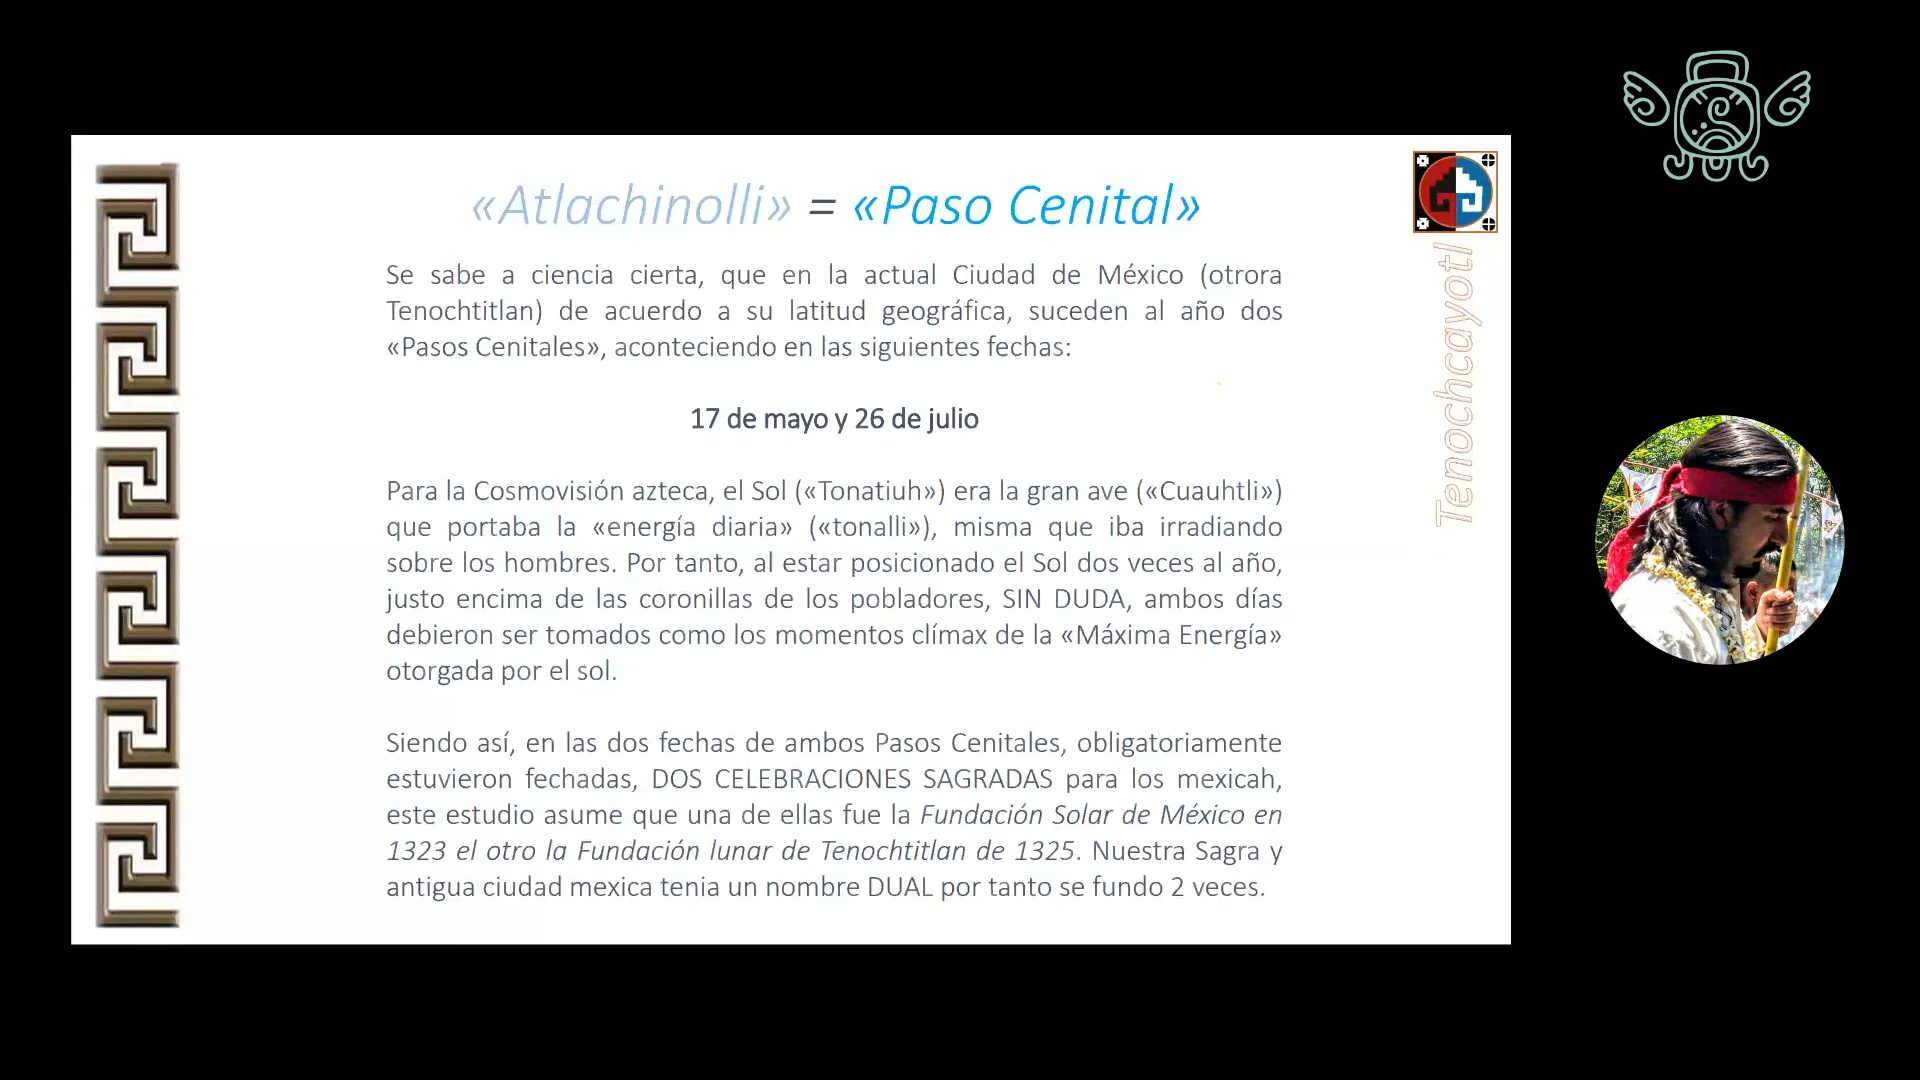 «Atlachinolli» = «Paso Cenital»
Se sabe a ciencia cierta, que en la actual Ciudad de México (otrora
Tenochtitlan) de acuerdo a su latitud geográfica, suceden al año dos
«Pasos Cenitales», aconteciendo en las siguientes fechas:
17 de mayo y 26 de julio
Para la Cosmovisión azteca, el Sol («Tonatiuh») era la gran ave («Cuauhtli»)
que portaba la «energía diaria» («tonalli»), misma que iba irradiando
sobre los hombres. Por tanto, al estar posicionado el Sol dos veces al año,
justo encima de las coronillas de los pobladores, SIN DUDA, ambos días
debieron ser tomados como los momentos clímax de la «Máxima Energía»
otorgada por el sol.
Siendo así, en las dos fechas de ambos Pasos Cenitales, obligatoriamente
estuvieron fechadas, DOS CELEBRACIONES SAGRADAS para los mexicah,
este estudio asume que una de ellas fue la Fundación Solar de México en
1323 el otro la Fundación lunar de Tenochtitlan de 1325. Nuestra Sagra y
antigua ciudad mexica tenia un nombre DUAL por tanto se fundo 2 veces.
Tenochcayotl